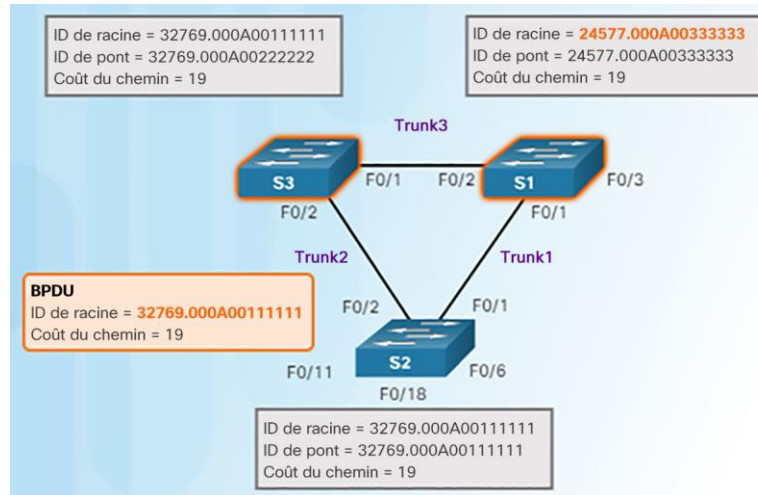 ID de racine = 32769.000A00111111
ID de pont = 32769.000A00222222
Coût du chemin = 19
ID de racine = 24577.000A00333333
ID de pont = 24577.000A00333333
Coût du chemin = 19
Trunk3
S3
F0/1
F0/2
S1
F0/3
F0/2
F0/1
Trunk2
Trunk1
BPDU
ID de racine = 32769.000A00111111
Coût du chemin = 19
F0/2
F0/1
S2
F0/11
F0/6
F0/18
ID de racine = 32769.000A00111111
ID de pont = 32769.000A00111111
Coût du chemin = 19